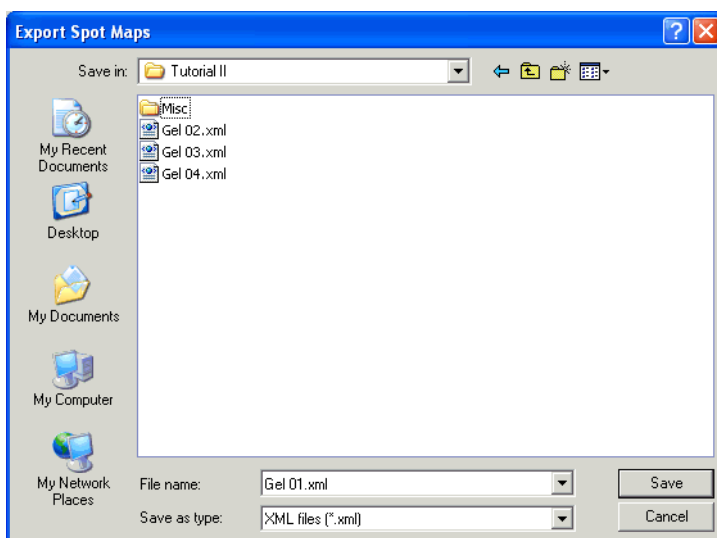 Export Spot Maps
Save in: Tutorial II
My Recent
Documents
Desktop
My Documents
My Computer
My Network
Places
Misc
Gel 02.xml
Gel 03.xml
Gel 04.xml
File name: Gel 01.xml Save
Save as type: XML files (*.xml) Cancel